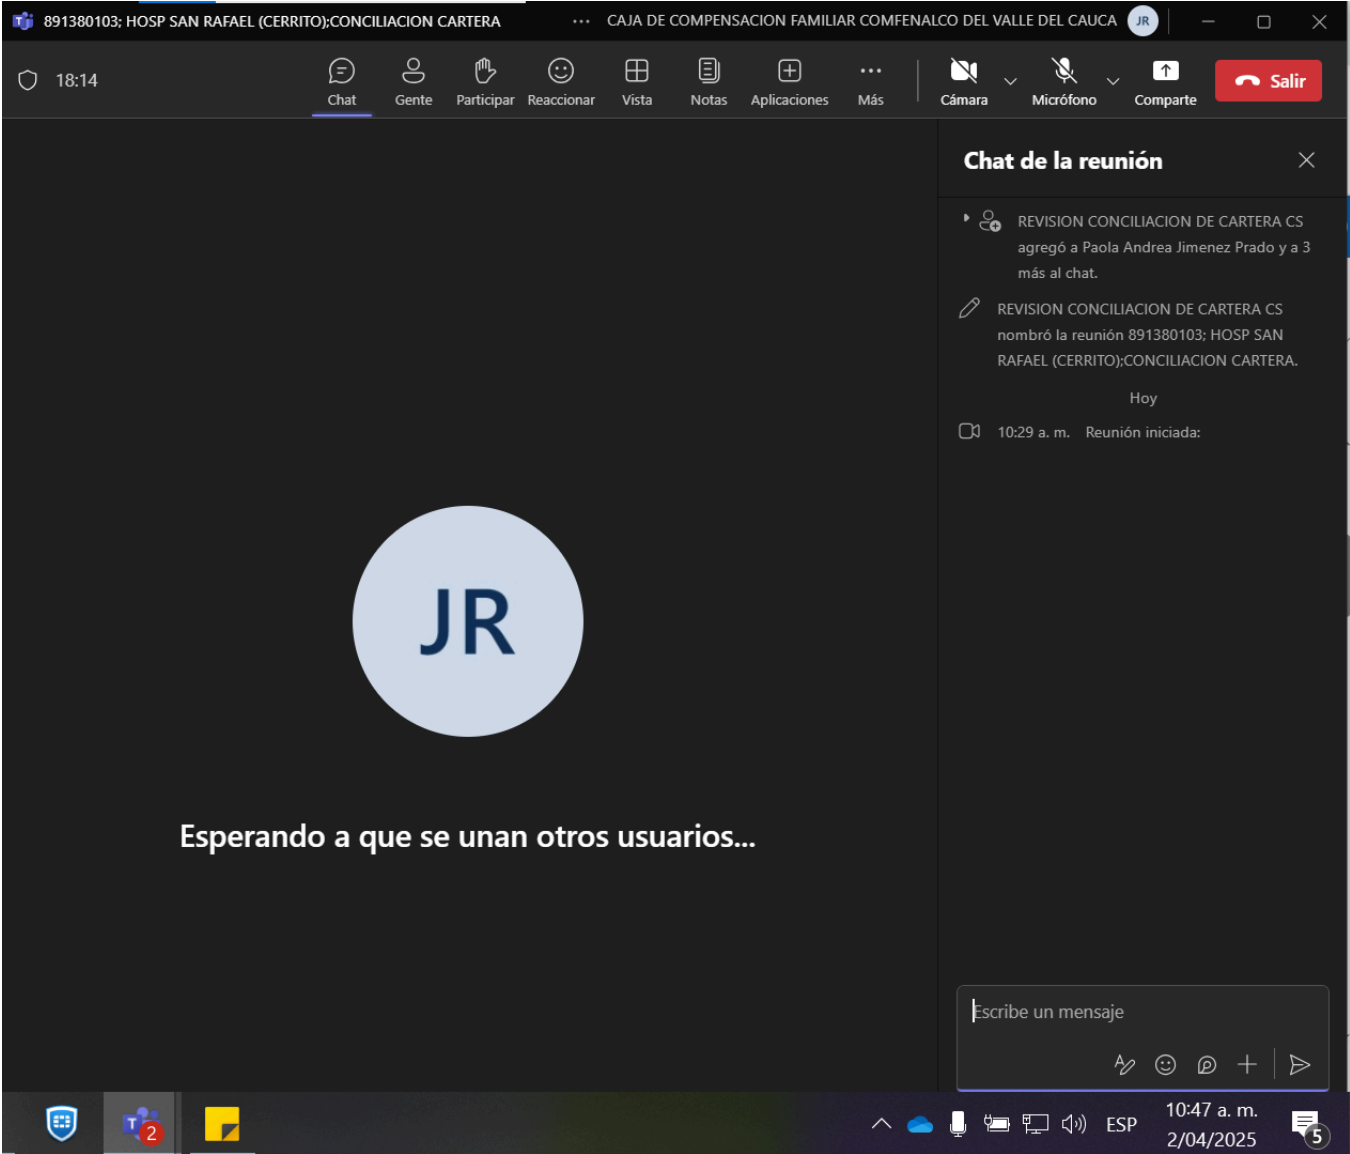 891380103; HOSP SAN RAFAEL (CERRITO);CONCILIACION CARTERA
CAJA DE COMPENSACION FAMILIAR COMFENALCO DEL VALLE DEL CAUCA
JR
18:14
Chat
Gente
Participar
Reaccionar
Vista
Notas
Aplicaciones
Más
Cámara
Micrófono
Comparte
Salir
Chat de la reunión
REVISION CONCILIACION DE CARTERA CS
agregó a Paola Andrea Jimenez Prado y a 3
más al chat.
REVISION CONCILIACION DE CARTERA CS
nombró la reunión 891380103; HOSP SAN
RAFAEL (CERRITO);CONCILIACION CARTERA.
Hoy
10:29 a. m. Reunión iniciada:
JR
Esperando a que se unan otros usuarios...
Escribe un mensaje
T
2
ESP
10:47 a. m.
2/04/2025
5